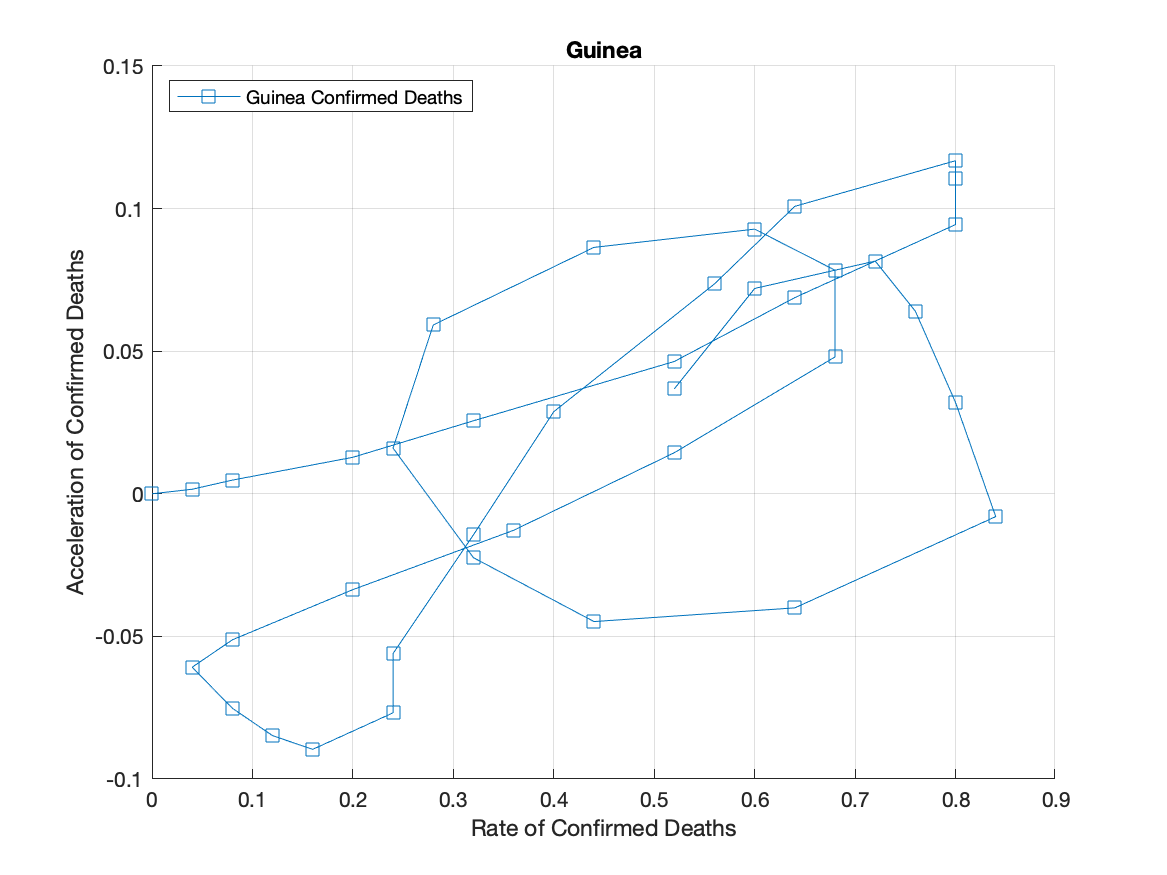 Guinea
Guinea Confirmed Deaths
0.15
0.1
0.05
0
-0.05
-0.1
Acceleration of Confirmed Deaths
0 0.1 0.2 0.3 0.4 0.5 0.6 0.7 0.8 0.9
Rate of Confirmed Deaths